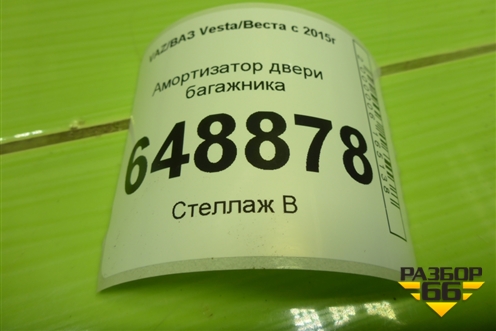 VAZ/ВАЗ Vesta/Веста с 2015г
Амортизатор двери
багажника
648878
Стеллаж В
РАЗБОР
66